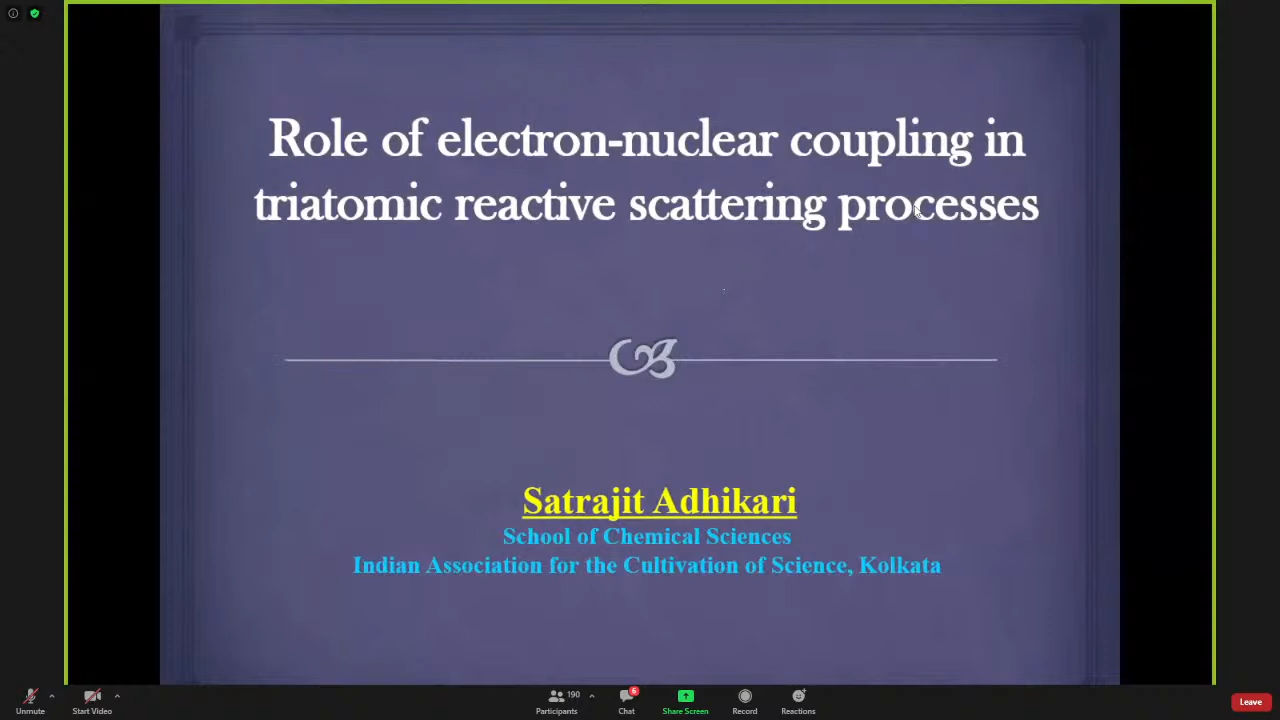 Role of electron-nuclear coupling in
triatomic reactive scattering processes
Satrajit Adhikari
School of Chemical Sciences
Indian Association for the Cultivation of Science, Kolkata
Unmute
Start Video
190
Participants
6
Chat
Share Screen
Record
Reactions
Leave